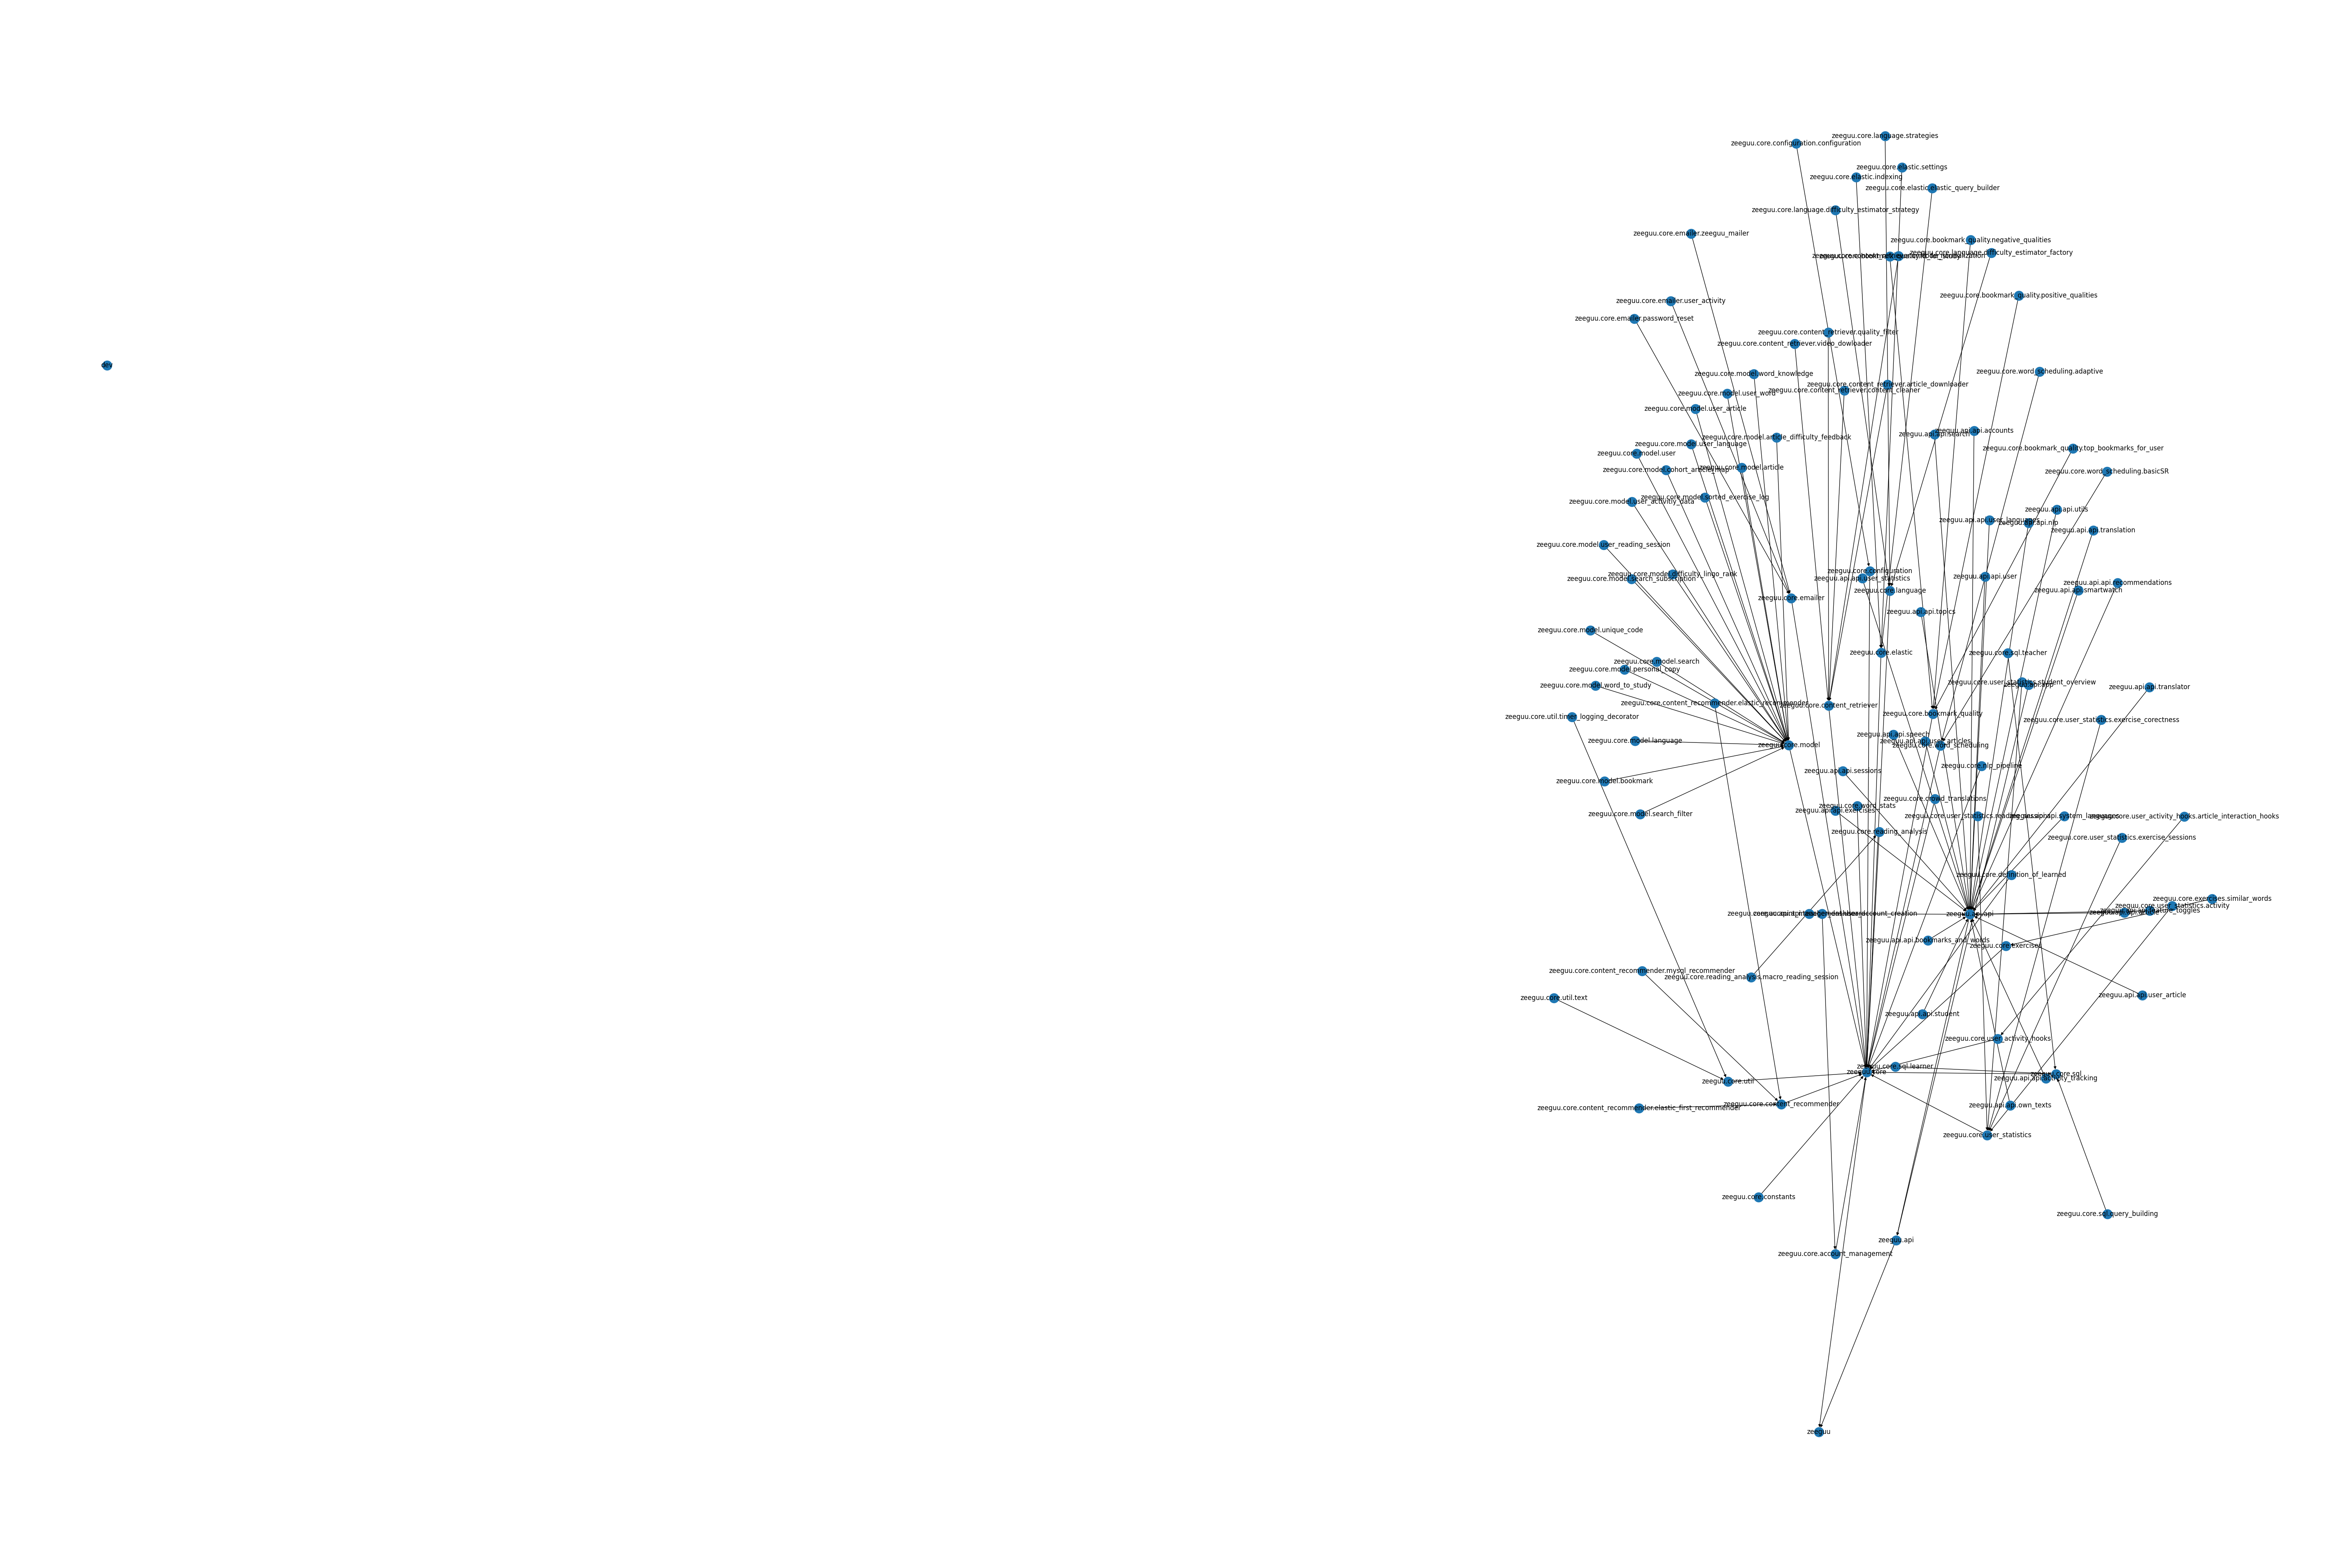 zeeguu.core.language.strategies
zeeguu.core.configuration.configuration
zeeguu.core.elastic.settings
zeeguu.core.elastic.indexing
zeeguu.core.elastic.elastic_query_builder
zeeguu.core.language.difficulty_estimator_strategy
zeeguu.core.emailer.zeeguu_mailer
zeeguu.core.bookmark_quality.negative_qualities
zeeguu.core.language.difficulty_estimator_factory
zeeguu.core.bookmark_quality.positive_qualities
zeeguu.core.emailer.user_activity
zeeguu.core.emailer.password_reset
zeeguu.core.content_retriever.quality_filter
zeeguu.core.content_retriever.video_dowloader
dev
zeeguu.core.word_scheduling.adaptive
zeeguu.core.model.word_knowledge
zeeguu.core.content_retriever.article_downloader
zeeguu.core.content_retriever.content_cleaner
zeeguu.core.model.user_word
zeeguu.core.model.user_article
zeeguu.api.api.accounts
zeeguu.api.api.search
zeeguu.core.model.article_difficulty_feedback
zeeguu.core.model.user_language
zeeguu.core.bookmark_quality.top_bookmarks_for_user
zeeguu.core.model.user
zeeguu.core.model.article
zeeguu.core.model.cohort_article_map
zeeguu.core.word_scheduling.basicSR
zeeguu.core.model.sorted_exercise_log
zeeguu.core.model.user_activitiy_data
zeeguu.api.api.utils
zeeguu.api.api.user_languages
zeeguu.api.api.nlp
zeeguu.api.api.translation
zeeguu.core.model.user_reading_session
zeeguu.core.configuration
zeeguu.core.model.difficulty_lingo_rank
zeeguu.core.model.search_subscription
zeeguu.api.api.user_statistics
zeeguu.api.api.user
zeeguu.api.api.recommendations
zeeguu.core.language
zeeguu.api.api.smartwatch
zeeguu.core.emailer
zeeguu.api.api.topics
zeeguu.core.model.unique_code
zeeguu.core.elastic
zeeguu.core.sql.teacher
zeeguu.core.model.search
zeeguu.core.model.personal_copy
zeeguu.core.user_statistics.student_overview
zeeguu.api.app
zeeguu.core.model.word_to_study
zeeguu.api.api.translator
zeeguu.core.content_recommender.elastic_recommender
zeeguu.core.content_retriever
zeeguu.core.bookmark_quality
zeeguu.core.util.timer_logging_decorator
zeeguu.core.user_statistics.exercise_corectness
zeeguu.api.api.speech
zeeguu.core.model.language
zeeguu.api.api.user_articles
zeeguu.core.model
zeeguu.core.word_scheduling
zeeguu.core.nlp_pipeline
zeeguu.api.api.sessions
zeeguu.core.model.bookmark
zeeguu.core.crowd_translations
zeeguu.core.word_stats
zeeguu.api.api.exercises
zeeguu.core.model.search_filter
zeeguu.core.user_statistics.reading_sessions
zeeguu.api.api.system_languages
zeeguu.core.user_activity_hooks.article_interaction_hooks
zeeguu.core.reading_analysis
zeeguu.core.user_statistics.exercise_sessions
zeeguu.core.definition_of_learned
zeeguu.core.exercises.similar_words
zeeguu.core.user_statistics.activity
zeeguu.api.api.feature_toggles
zeeguu.api.api
zeeguu.api.api.bookmarks_and_words
zeeguu.core.exercises
zeeguu.core.content_recommender.mysql_recommender
zeeguu.core.reading_analysis.macro_reading_session
zeeguu.api.api.user_article
zeeguu.core.util.text
zeeguu.api.api.student
zeeguu.core.user_activity_hooks
zeeguu.core.sql.learner
zeeguu.core
zeeguu.core.sql
zeeguu.api.api.activity_tracking
zeeguu.core.util
zeeguu.core.content_recommender
zeeguu.api.api.own_texts
zeeguu.core.content_recommender.elastic_first_recommender
zeeguu.core.user_statistics
zeeguu.core.constants
zeeguu.core.sql.query_building
zeeguu.api
zeeguu.core.account_management
zeeguu